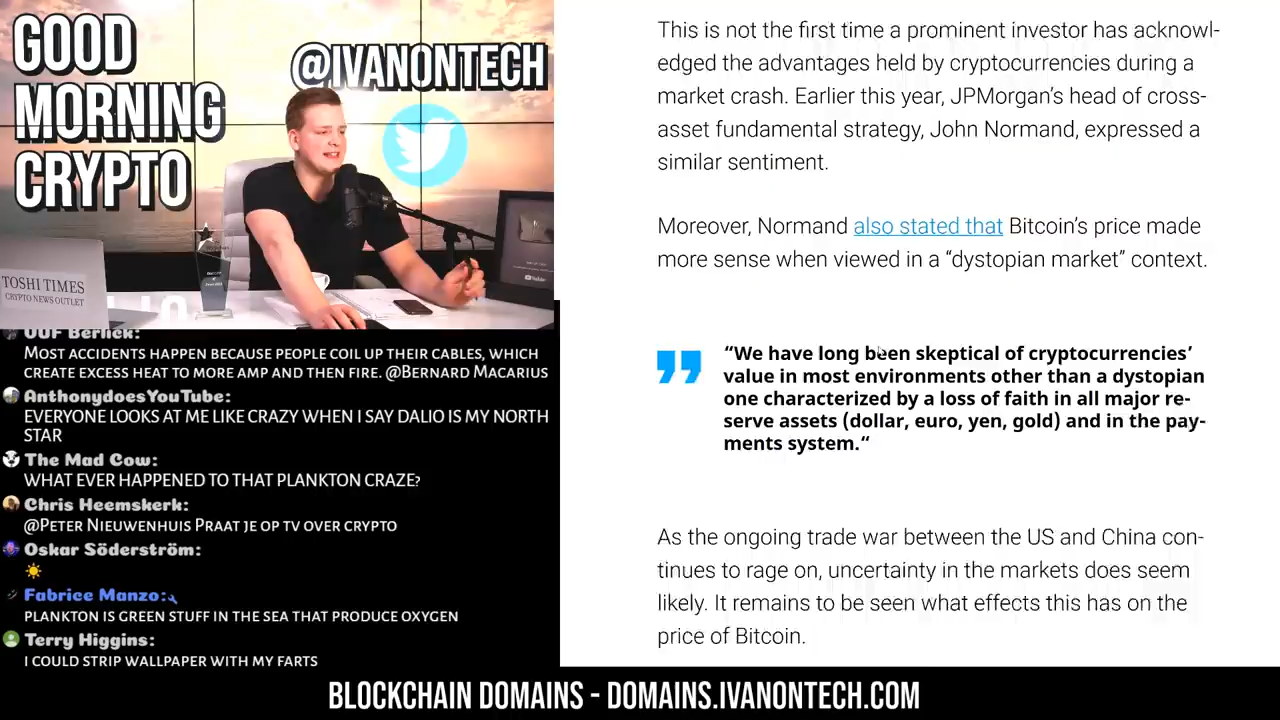 GOOD
MORNING
CRYPTO
@IVANONTECH
TOSHI TIMES
CRYPTO NEWS OUTLET
OOF Berlick:
MOST ACCIDENTS HAPPEN BECAUSE PEOPLE COIL UP THEIR CABLES, WHICH
CREATE EXCESS HEAT TO MORE AMP AND THEN FIRE. @BERNARD MACARIUS
AnthonydoesYouTube:
EVERYONE LOOKS AT ME LIKE CRAZY WHEN I SAY DALIO IS MY NORTH
STAR
The Mad Cow:
WHAT EVER HAPPENED TO THAT PLANKTON CRAZE?
Chris Heemskerk:
@PETER NIEUWENHUIS PRAAT JE OP TV OVER CRYPTO
Oskar Söderström:
Fabrice Manzo:
PLANKTON IS GREEN STUFF IN THE SEA THAT PRODUCE OXYGEN
Terry Higgins:
I COULD STRIP WALLPAPER WITH MY FARTS
This is not the first time a prominent investor has acknowl-
edged the advantages held by cryptocurrencies during a
market crash. Earlier this year, JPMorgan’s head of cross-
asset fundamental strategy, John Normand, expressed a
similar sentiment.
Moreover, Normand also stated that Bitcoin’s price made
more sense when viewed in a “dystopian market” context.
“We have long been skeptical of cryptocurrencies’
value in most environments other than a dystopian
one characterized by a loss of faith in all major re-
serve assets (dollar, euro, yen, gold) and in the pay-
ments system.“
As the ongoing trade war between the US and China con-
tinues to rage on, uncertainty in the markets does seem
likely. It remains to be seen what effects this has on the
price of Bitcoin.
BLOCKCHAIN DOMAINS - DOMAINS.IVANONTECH.COM